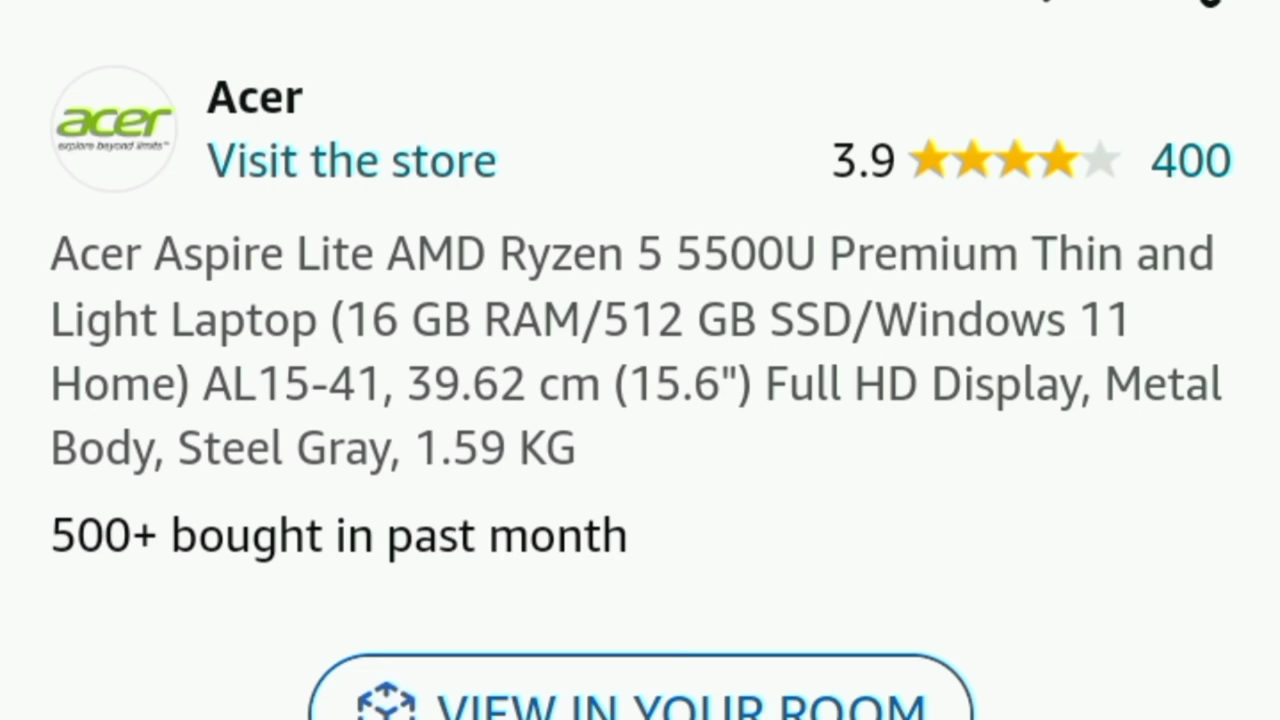 acer
explore beyond limits™
Acer
Visit the store
3.9 400
Acer Aspire Lite AMD Ryzen 5 5500U Premium Thin and
Light Laptop (16 GB RAM/512 GB SSD/Windows 11
Home) AL15-41, 39.62 cm (15.6") Full HD Display, Metal
Body, Steel Gray, 1.59 KG
500+ bought in past month
VIEW IN YOUR ROOM